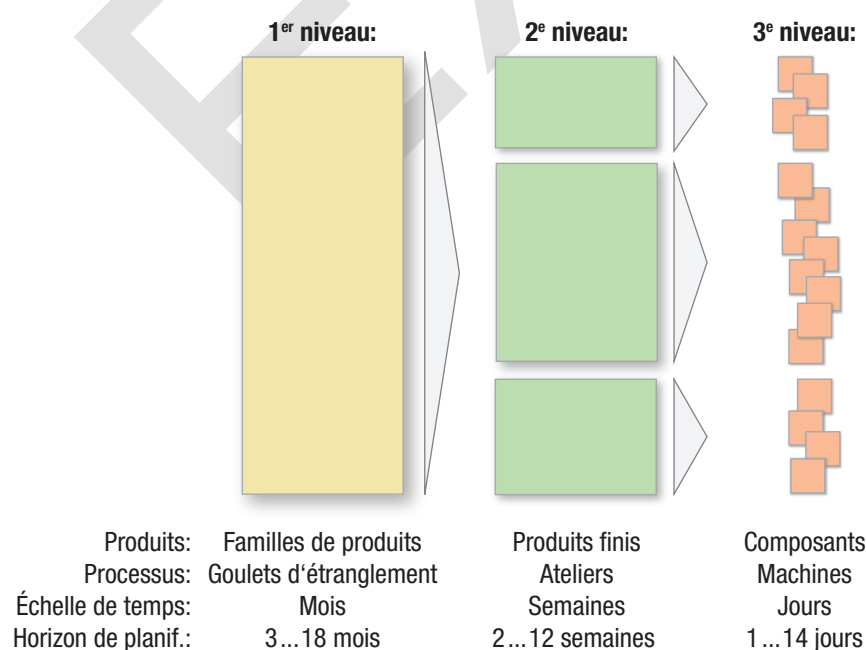 1er niveau: 2e niveau: 3e niveau:
Produits: Familles de produits Produits finis Composants
Processus: Goulets d‘étranglement Ateliers Machines
Échelle de temps: Mois Semaines Jours
Horizon de planif.: 3...18 mois 2...12 semaines 1...14 jours